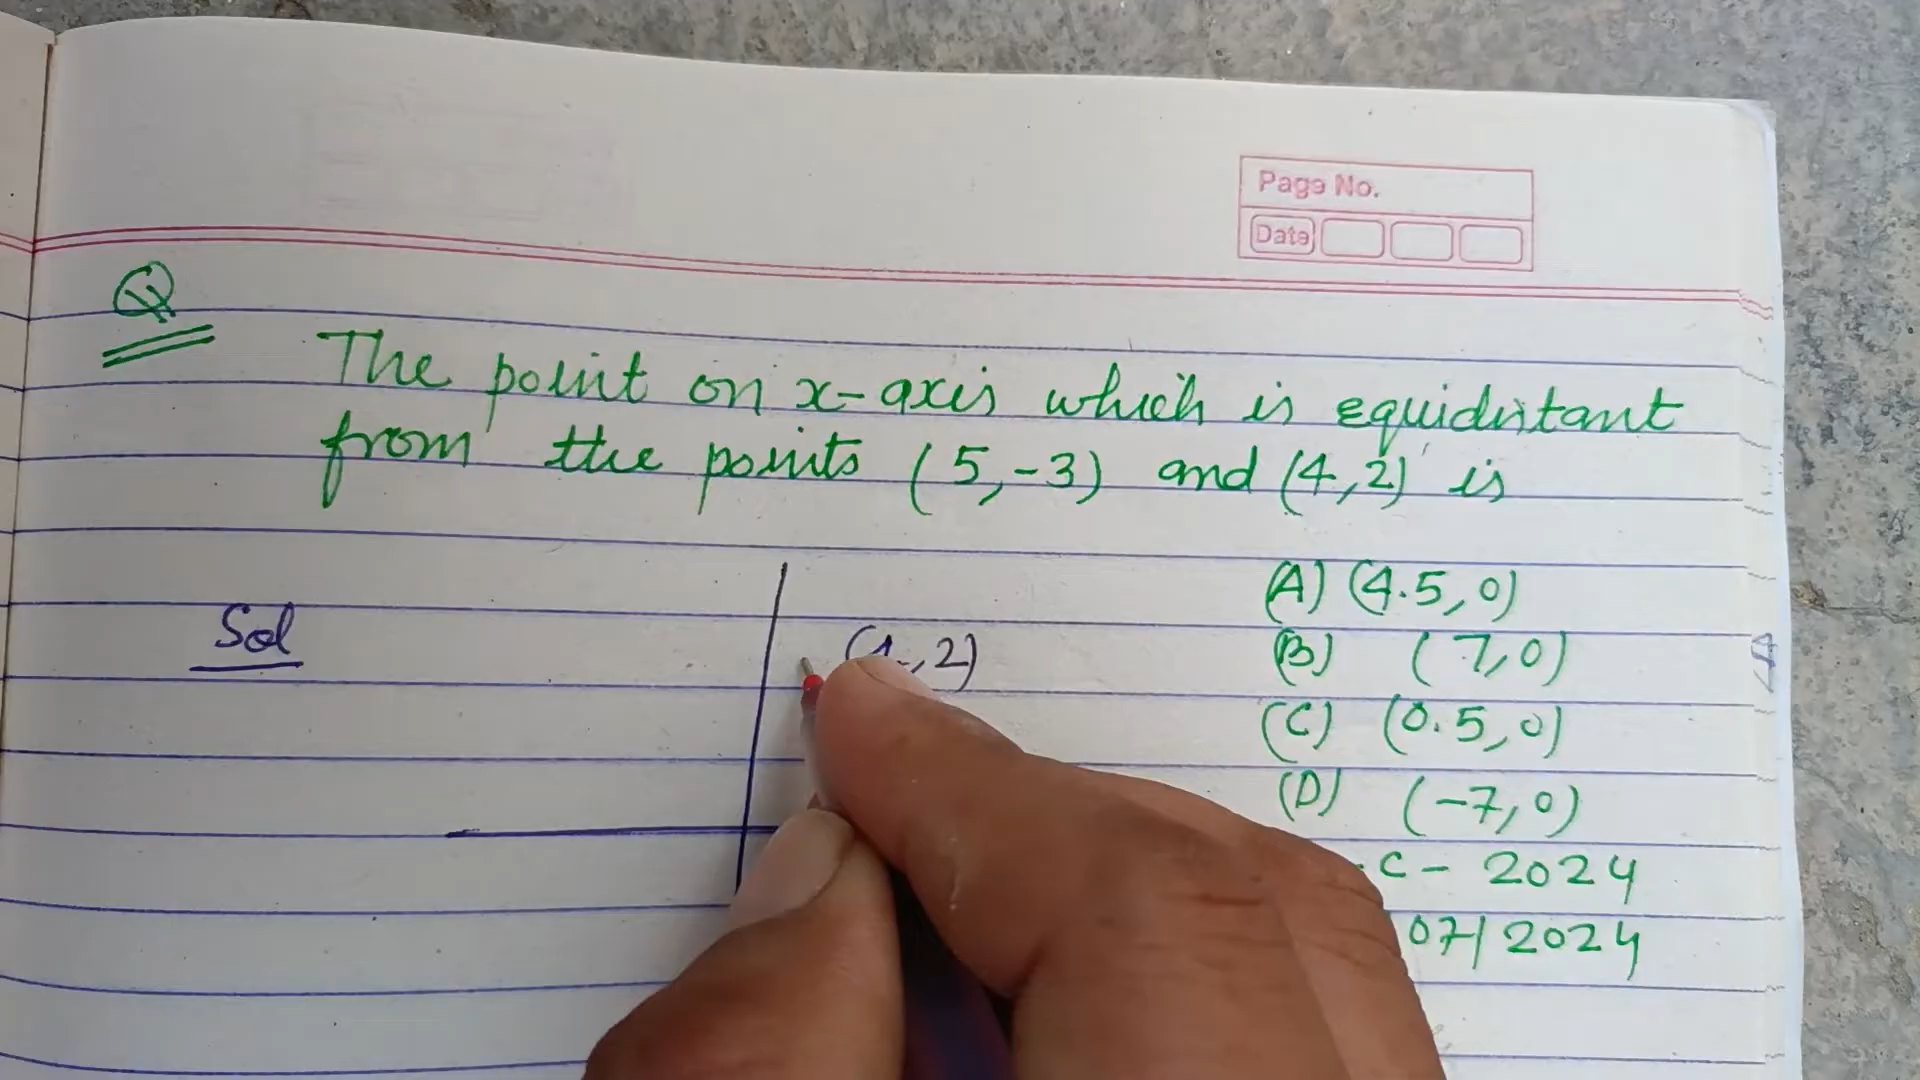 Page No.
Date
Q
The point on x-axis which is equidistant
from the points (5,-3) and (4,2) is
Sol
(4,2)
(A) (4.5,0)
(B) (7,0)
(C) (0.5,0)
(D) (-7,0)
C- 2024
07/2024